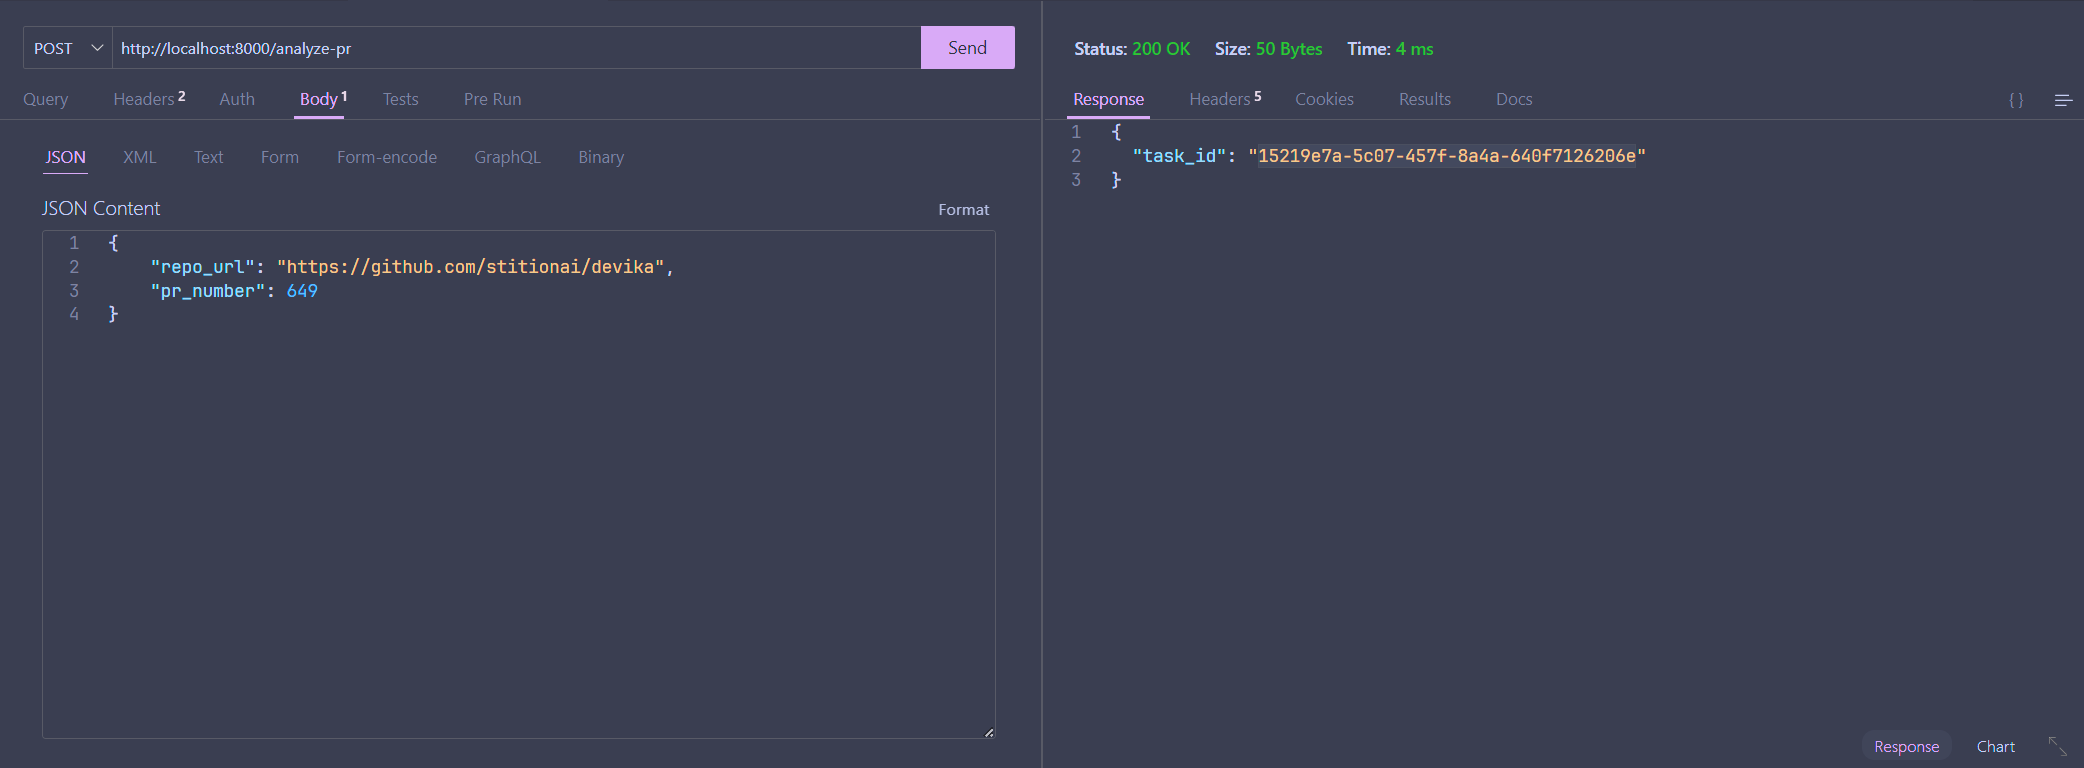 POST http://localhost:8000/analyze-pr Send
Query Headers 2 Auth Body 1 Tests Pre Run
JSON XML Text Form Form-encode GraphQL Binary
JSON Content Format
1 {
2 "repo_url": "https://github.com/stitionai/devika",
3 "pr_number": 649
4 }
Status: 200 OK Size: 50 Bytes Time: 4 ms
Response Headers 5 Cookies Results Docs { }
1 {
2 "task_id": "15219e7a-5c07-457f-8a4a-640f7126206e"
3 }
Response Chart